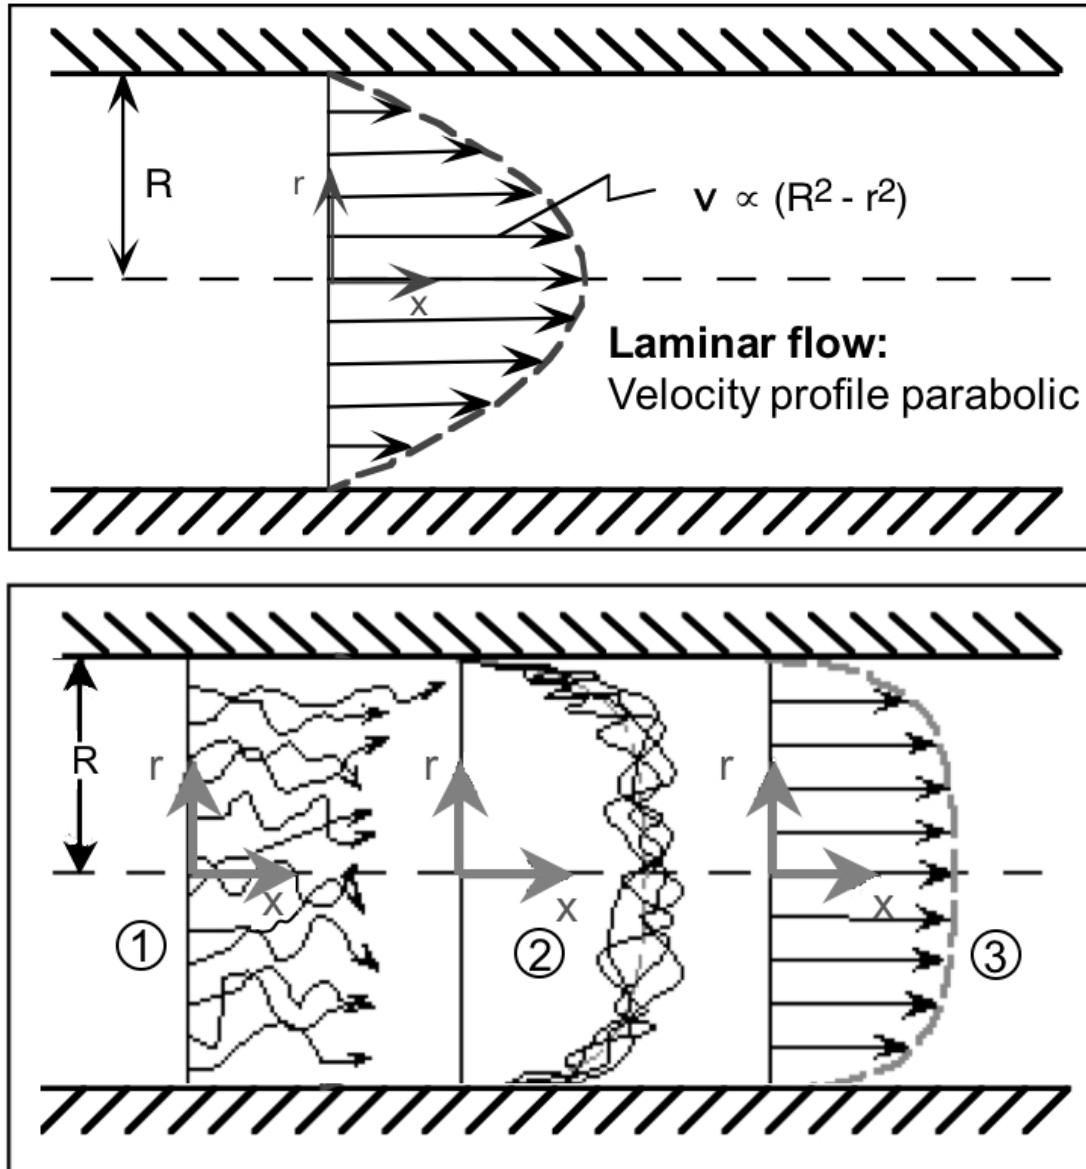 R
r
v ∝ (R² - r²)
x
Laminar flow:
Velocity profile parabolic
R
r
r
r
x
x
x
①
②
③